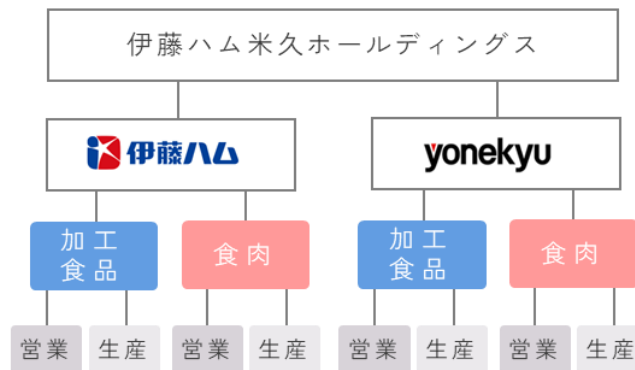 伊藤ハム米久ホールディングス
伊藤ハム
yonekyu
加工
食品
食肉
加工
食品
食肉
営業
生産
営業
生産
営業
生産
営業
生産